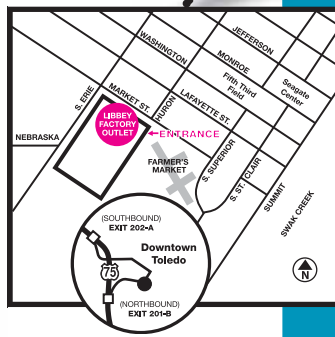 JEFFERSON
WASHINGTON
MONROE
Fifth Third
Field
Seagate
Center
S. ERIE
MARKET ST.
HURON
LAFAYETTE ST.
LIBBEY
FACTORY
OUTLET
ENTRANCE
NEBRASKA
FARMER'S
MARKET
S. SUPERIOR
S. ST. CLAIR
SUMMIT
SWAK CREEK
(SOUTHBOUND)
EXIT 202-A
Downtown
Toledo
75
(NORTHBOUND)
EXIT 201-B
N